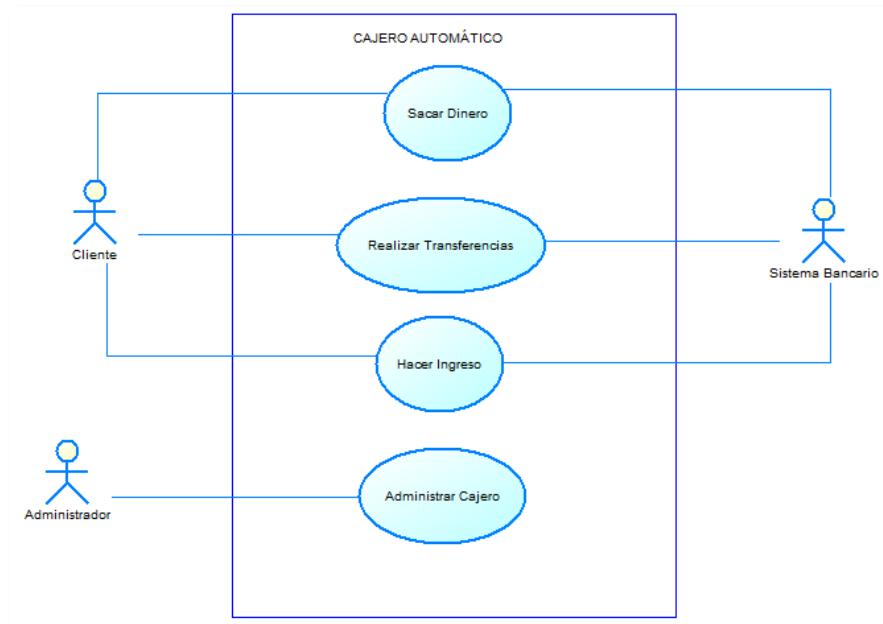 CAJERO AUTOMÁTICO
Sacar Dinero
Realizar Transferencias
Cliente
Sistema Bancario
Hacer Ingreso
Administrar Cajero
Administrador